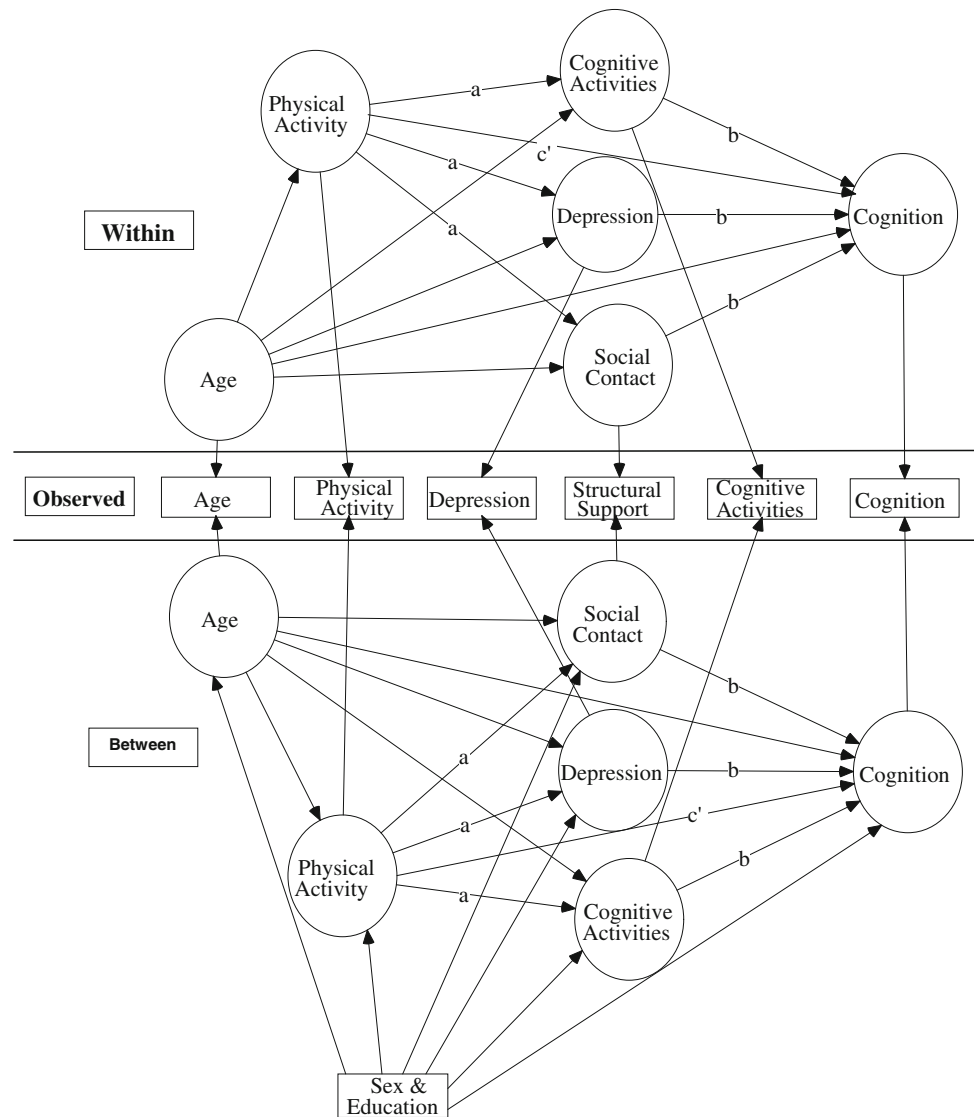 Cognitive
Activities
Physical
Activity
a
b
c'
a
Within
Depression
b
Cognition
a
b
Age
Social
Contact
Observed
Age
Physical
Activity
Depression
Structural
Support
Cognitive
Activities
Cognition
Age
Social
Contact
b
Between
a
Depression
b
Cognition
a
c'
b
Physical
Activity
a
Cognitive
Activities
Sex &
Education